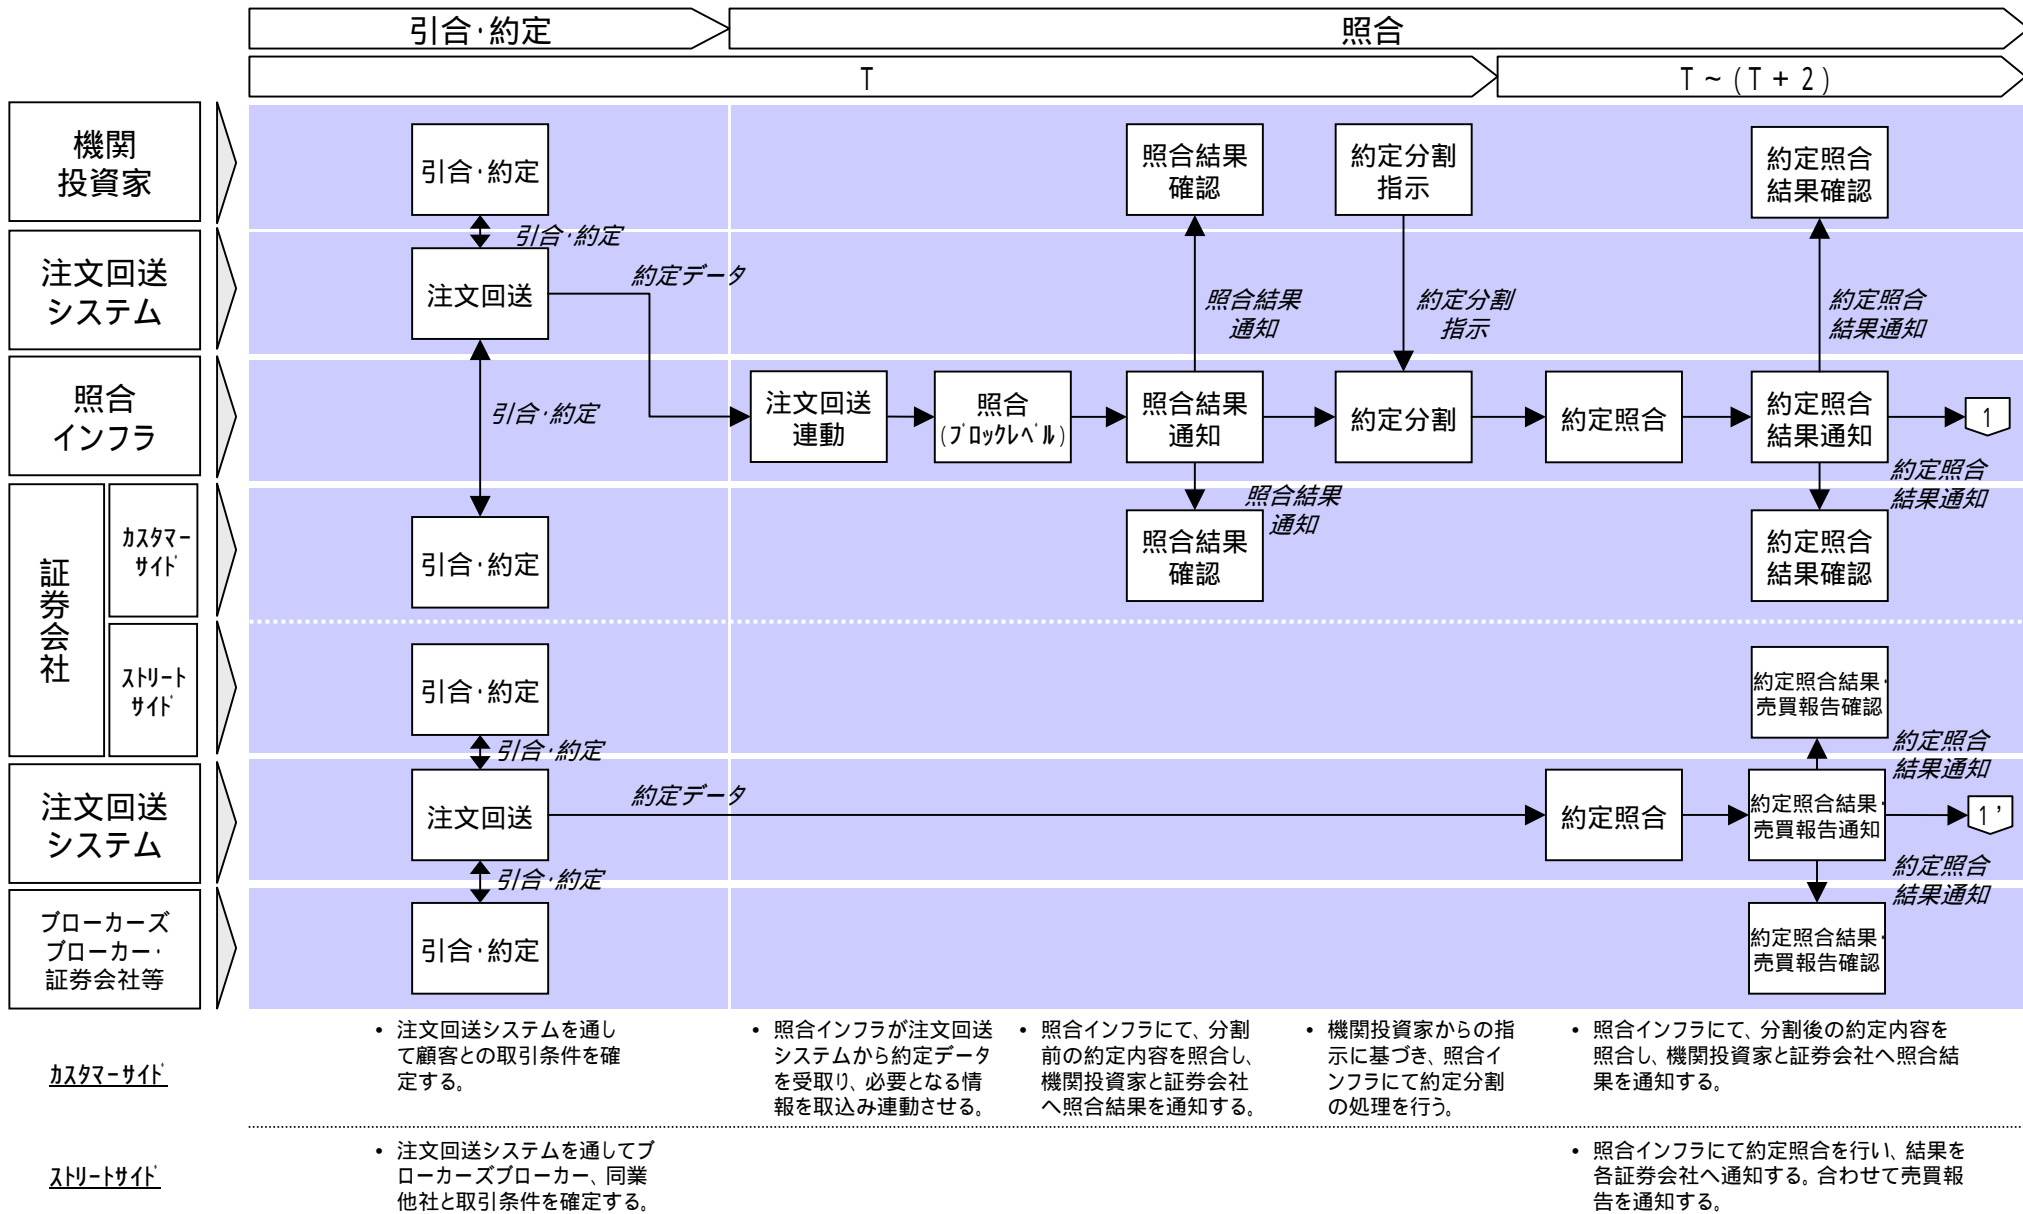 引合・約定
照合
T
T ~ (T + 2)
機関
投資家
引合・約定
照合結果
確認
約定分割
指示
約定照合
結果確認
引合・約定
注文回送
システム
注文回送
約定データ
照合結果
通知
約定分割
指示
約定照合
結果通知
照合
インフラ
引合・約定
注文回送
連動
照合
(ブロックレベル)
照合結果
通知
約定分割
約定照合
約定照合
結果通知
1
照合結果
通知
約定照合
結果通知
証券会社
カスタマー
サイド
引合・約定
照合結果
確認
約定照合
結果確認
ストリート
サイド
引合・約定
約定照合結果・
売買報告確認
引合・約定
約定照合
結果通知
注文回送
システム
注文回送
約定データ
約定照合
約定照合結果・
売買報告通知
1'
引合・約定
約定照合
結果通知
ブローカーズ
ブローカー・
証券会社等
引合・約定
約定照合結果・
売買報告確認
カスタマーサイド
• 注文回送システムを通し
て顧客との取引条件を確
定する。
• 照合インフラが注文回送
システムから約定データ
を受取り、必要となる情
報を取込み連動させる。
• 照合インフラにて、分割
前の約定内容を照合し、
機関投資家と証券会社
へ照合結果を通知する。
• 機関投資家からの指
示に基づき、照合イ
ンフラにて約定分割
の処理を行う。
• 照合インフラにて、分割後の約定内容を
照合し、機関投資家と証券会社へ照合結
果を通知する。
ストリートサイド
• 注文回送システムを通してブ
ローカーズブローカー、同業
他社と取引条件を確定する。
• 照合インフラにて約定照合を行い、結果を
各証券会社へ通知する。合わせて売買報
告を通知する。